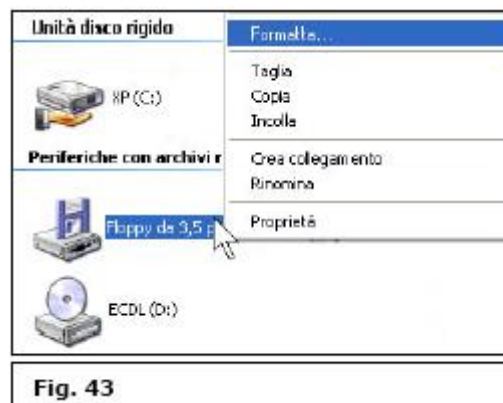 Unità disco rigido
XP (C:)
Periferiche con archivi r
Floppy da 3,5 p
ECDL (D:)
Formatta...
Taglia
Copia
Incolla
Crea collegamento
Rinomina
Proprietà
Fig. 43